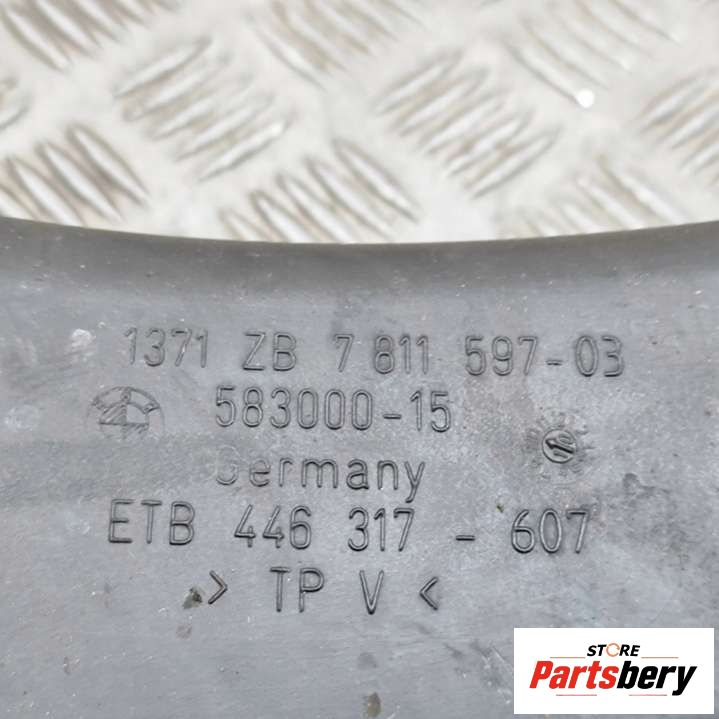 1371 ZB 7 811 597-03
583000-15
Germany
ETB 446 317 - 607
> TP V <
STORE
Partsbery